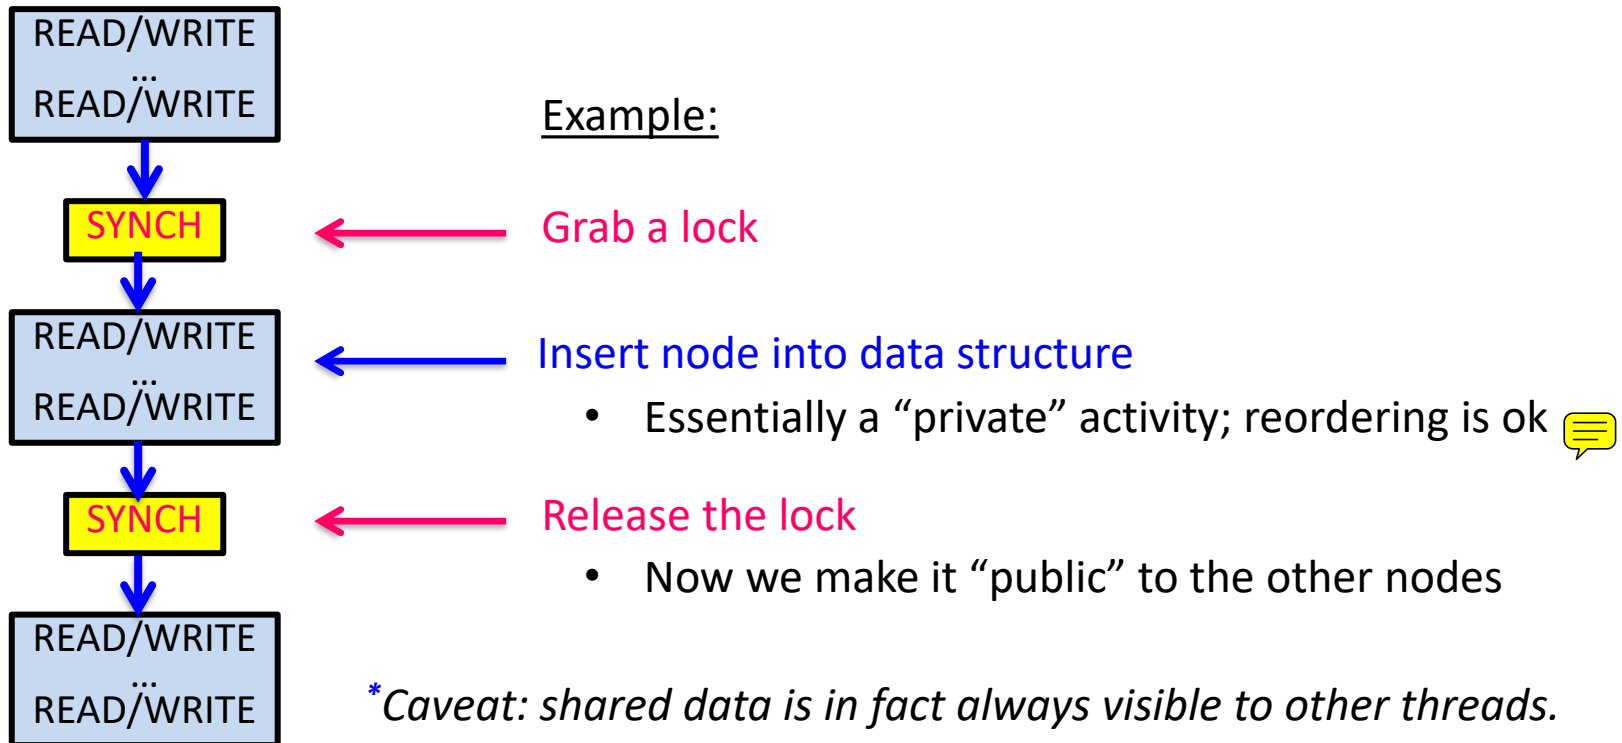 READ/WRITE
...
READ/WRITE
Example:
SYNCH
Grab a lock
READ/WRITE
...
READ/WRITE
Insert node into data structure
• Essentially a “private” activity; reordering is ok
SYNCH
Release the lock
• Now we make it “public” to the other nodes
READ/WRITE
...
READ/WRITE
*Caveat: shared data is in fact always visible to other threads.